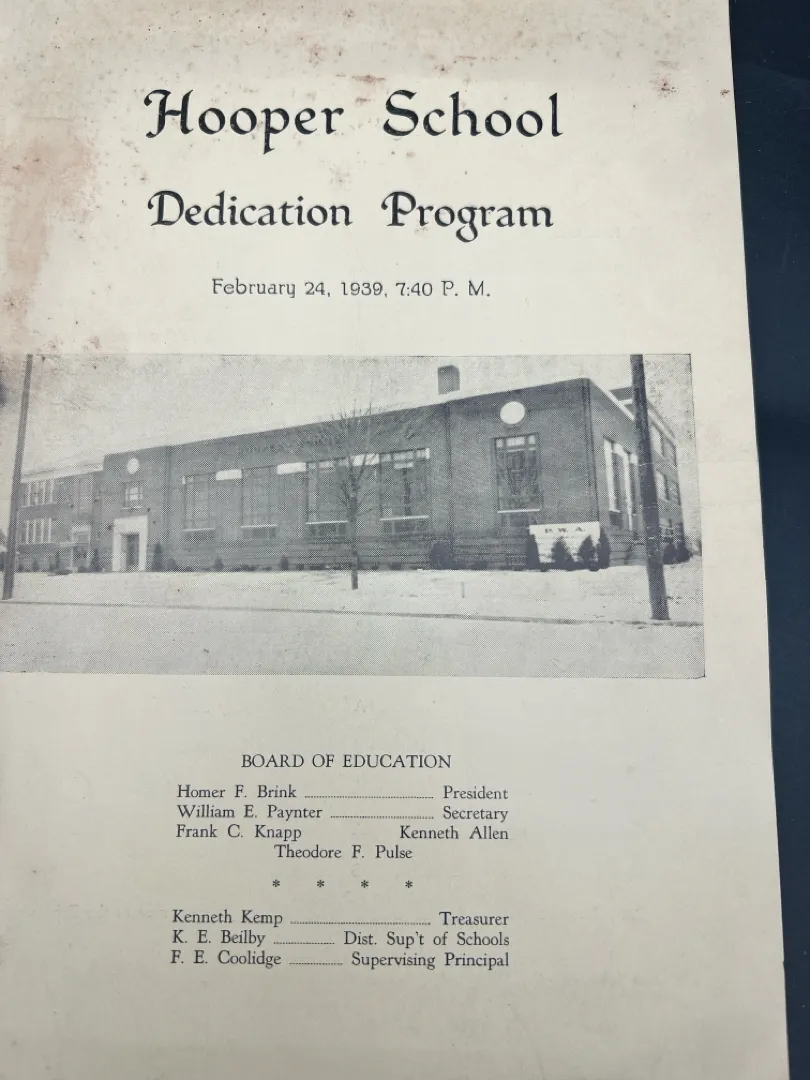 Hooper School
Dedication Program
February 24, 1939, 7:40 P. M.
P. W. A.
BOARD OF EDUCATION
Homer F. Brink ........................ President
William E. Paynter .................... Secretary
Frank C. Knapp Kenneth Allen
Theodore F. Pulse
* * * *
Kenneth Kemp .......................... Treasurer
K. E. Beilby ............ Dist. Sup't of Schools
F. E. Coolidge .......... Supervising Principal